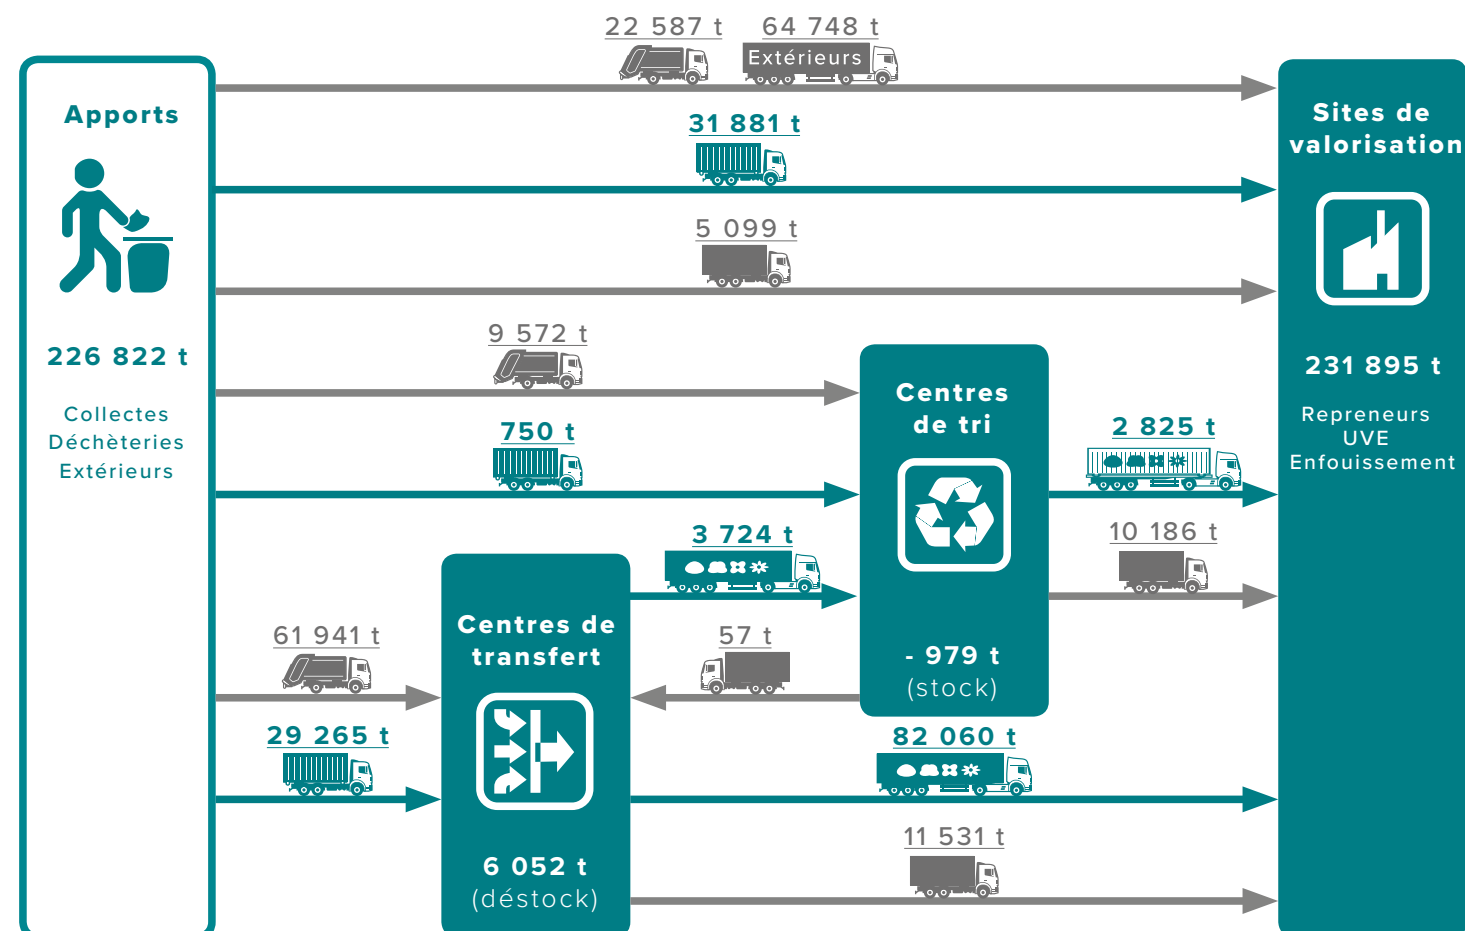 22 587 t
64 748 t
Extérieurs
Apports
226 822 t
Collectes
Déchèteries
Extérieurs
31 881 t
5 099 t
9 572 t
750 t
3 724 t
61 941 t
57 t
29 265 t
Centres de
transfert
6 052 t
(déstock)
Centres
de tri
- 979 t
(stock)
2 825 t
10 186 t
82 060 t
11 531 t
Sites de
valorisation
231 895 t
Repreneurs
UVE
Enfouissement